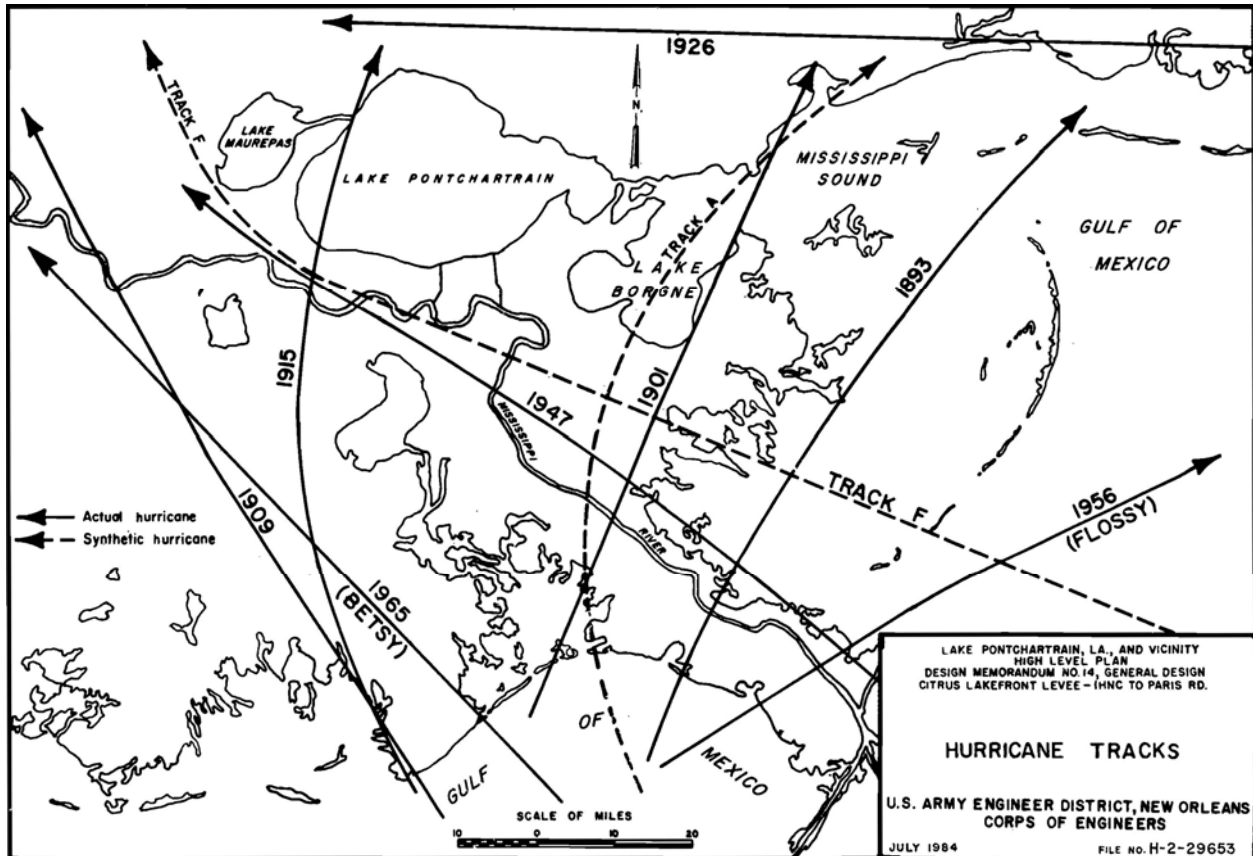 1926
N
TRACK F
LAKE
MAUREPAS
LAKE PONTCHARTRAIN
MISSISSIPPI
SOUND
TRACK A
LAKE
BORGNE
GULF OF
MEXICO
1893
1915
1901
1947
MISSISSIPPI
RIVER
TRACK F
1956
(FLOSSY)
1909
Actual hurricane
Synthetic hurricane
1965
(BETSY)
GULF
OF
MEXICO
SCALE OF MILES
10 0 10 20
LAKE PONTCHARTRAIN, LA., AND VICINITY
HIGH LEVEL PLAN
DESIGN MEMORANDUM NO. 14, GENERAL DESIGN
CITRUS LAKEFRONT LEVEE - IHNC TO PARIS RD.
HURRICANE TRACKS
U.S. ARMY ENGINEER DISTRICT, NEW ORLEANS
CORPS OF ENGINEERS
JULY 1984 FILE NO. H-2-29653